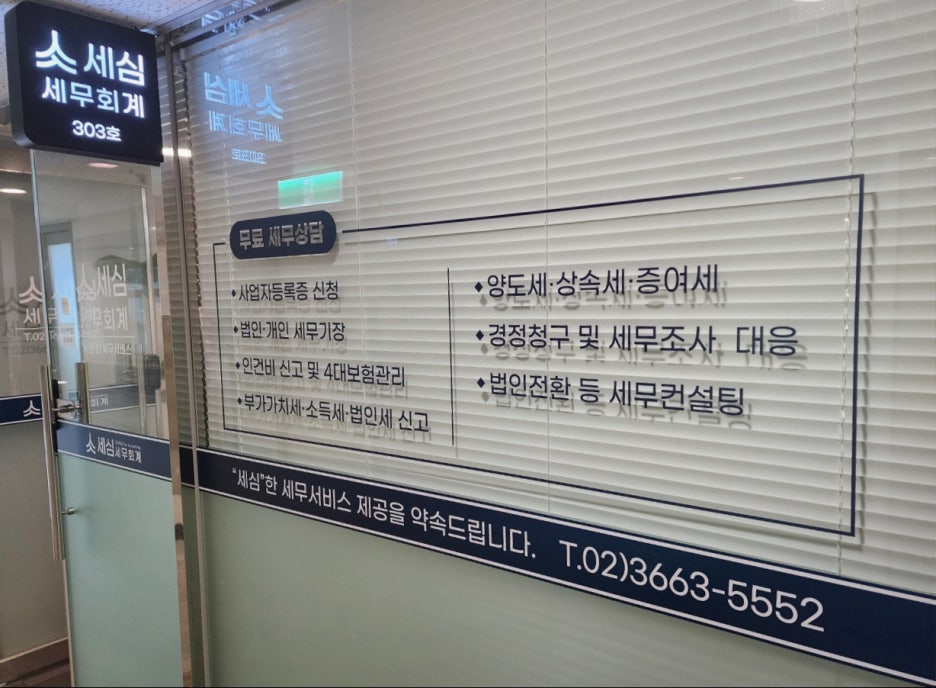 세심
세무회계
303호
무료 세무상담
◆사업자등록증 신청
◆법인·개인 세무기장
◆인건비 신고 및 4대보험관리
◆부가가치세·소득세·법인세 신고
◆양도세·상속세·증여세
◆경정청구 및 세무조사 대응
◆법인전환 등 세무컨설팅
"세심"한 세무서비스 제공을 약속드립니다. T.02)3663-5552
세심
세무회계
세심 세무회계